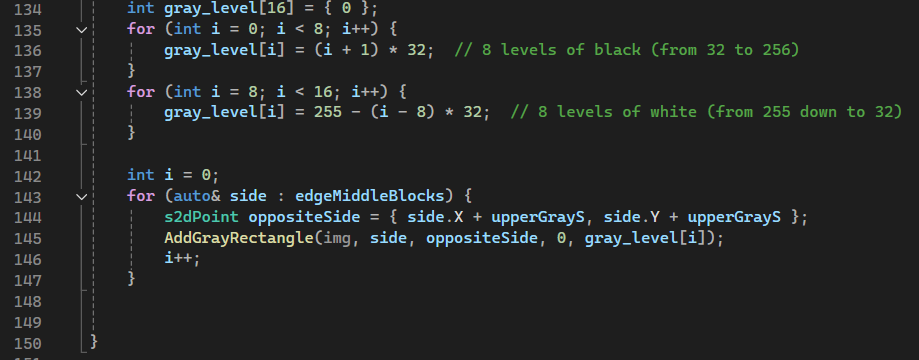 134 int gray_level[16] = { 0 };
135 for (int i = 0; i < 8; i++) {
136 gray_level[i] = (i + 1) * 32; // 8 levels of black (from 32 to 256)
137 }
138 for (int i = 8; i < 16; i++) {
139 gray_level[i] = 255 - (i - 8) * 32; // 8 levels of white (from 255 down to 32)
140 }
141
142 int i = 0;
143 for (auto& side : edgeMiddleBlocks) {
144 s2dPoint oppositeSide = { side.X + upperGrayS, side.Y + upperGrayS };
145 AddGrayRectangle(img, side, oppositeSide, 0, gray_level[i]);
146 i++;
147 }
148
149
150 }